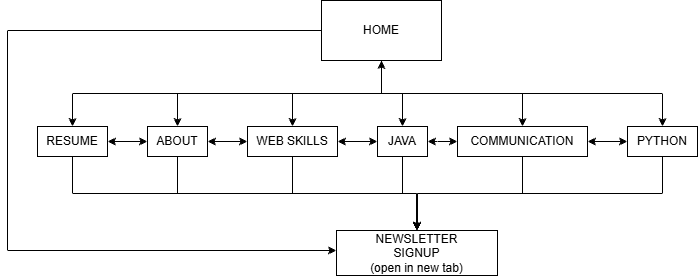 HOME
RESUME
ABOUT
WEB SKILLS
JAVA
COMMUNICATION
PYTHON
NEWSLETTER
SIGNUP
(open in new tab)